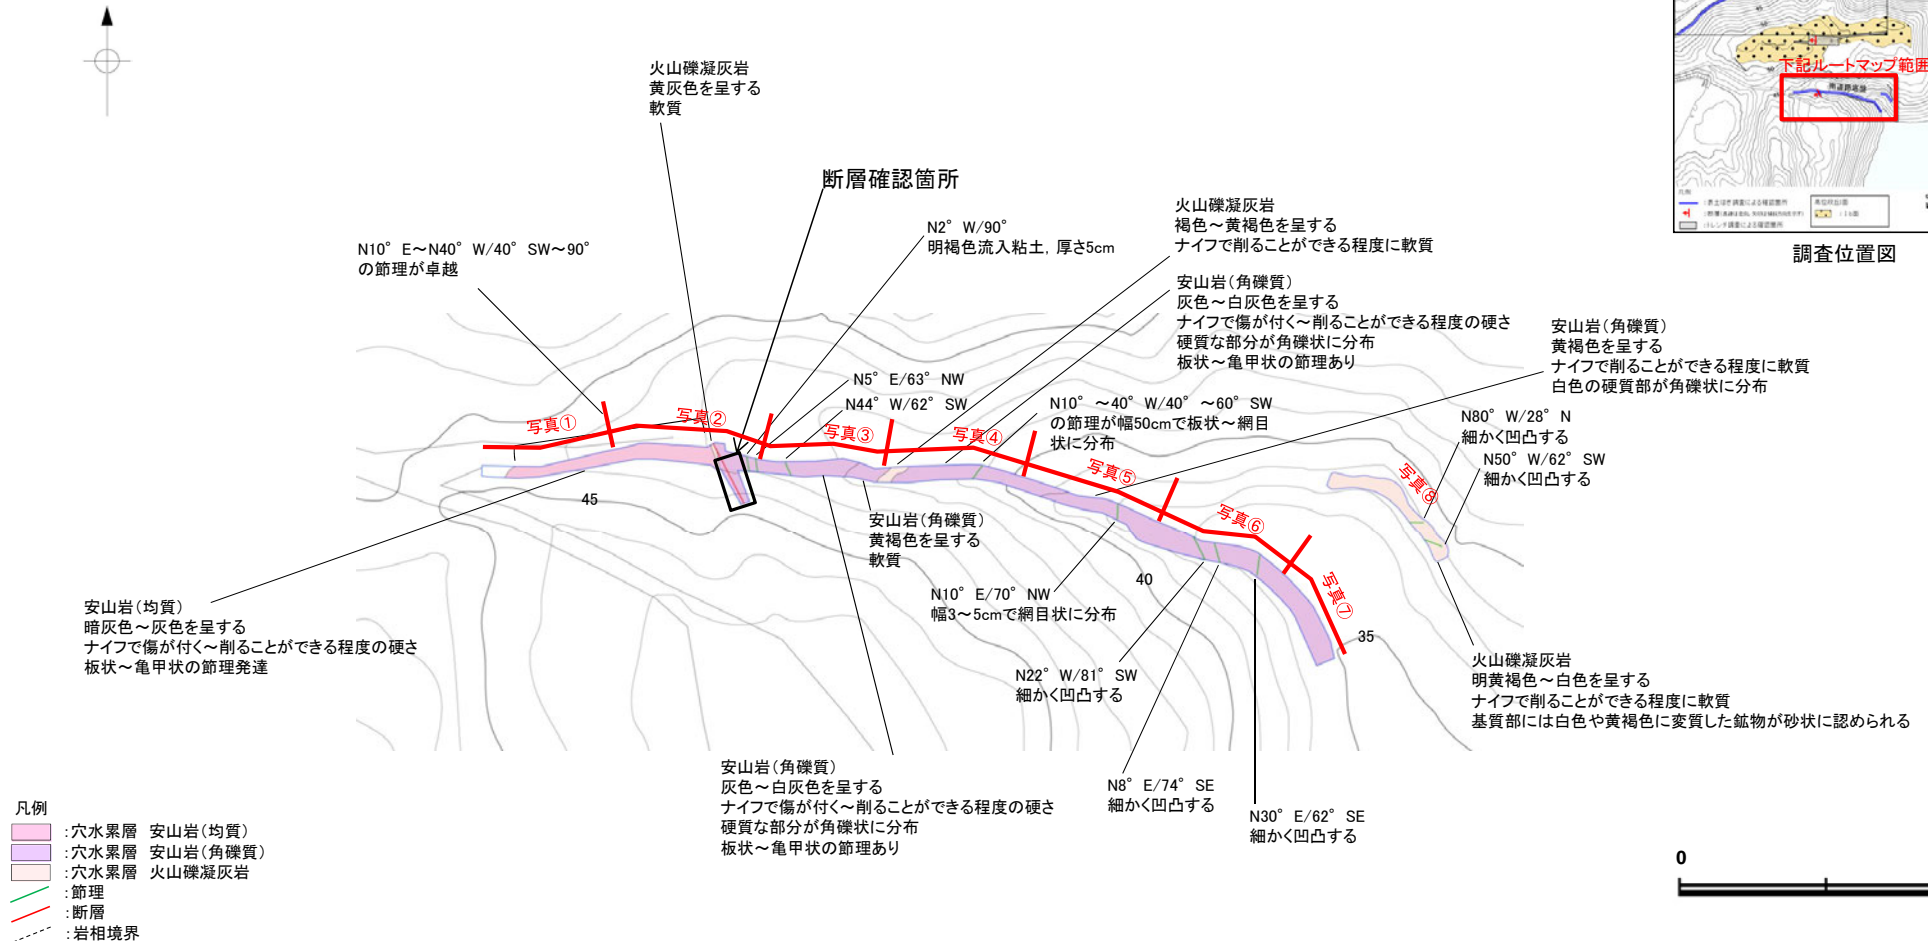 下記ルートマップ範囲
南道路底盤
凡例
調査位置図
火山礫凝灰岩
黄灰色を呈する
軟質
断層確認箇所
N10°E～N40°W/40°SW～90°
の節理が卓越
N2°W/90°
明褐色流入粘土, 厚さ5cm
火山礫凝灰岩
褐色～黄褐色を呈する
ナイフで削ることができる程度に軟質
安山岩(角礫質)
灰色～白灰色を呈する
ナイフで傷が付く～削ることができる程度の硬さ
硬質な部分が角礫状に分布
板状～亀甲状の節理あり
安山岩(角礫質)
黄褐色を呈する
ナイフで削ることができる程度に軟質
白色の硬質部が角礫状に分布
N5°E/63°NW
N44°W/62°SW
N10°～40°W/40°～60°SW
の節理が幅50cmで板状～網目
状に分布
N80°W/28°N
細かく凹凸する
N50°W/62°SW
細かく凹凸する
写真①
写真②
写真③
写真④
写真⑤
写真⑥
写真⑦
写真⑧
45
40
35
安山岩(角礫質)
黄褐色を呈する
軟質
N10°E/70°NW
幅3～5cmで網目状に分布
安山岩(均質)
暗灰色～灰色を呈する
ナイフで傷が付く～削ることができる程度の硬さ
板状～亀甲状の節理発達
N22°W/81°SW
細かく凹凸する
火山礫凝灰岩
明黄褐色～白色を呈する
ナイフで削ることができる程度に軟質
基質部には白色や黄褐色に変質した鉱物が砂状に認められる
安山岩(角礫質)
灰色～白灰色を呈する
ナイフで傷が付く～削ることができる程度の硬さ
硬質な部分が角礫状に分布
板状～亀甲状の節理あり
N8°E/74°SE
細かく凹凸する
N30°E/62°SE
細かく凹凸する
凡例
:穴水累層 安山岩(均質)
:穴水累層 安山岩(角礫質)
:穴水累層 火山礫凝灰岩
:節理
:断層
:岩相境界
0